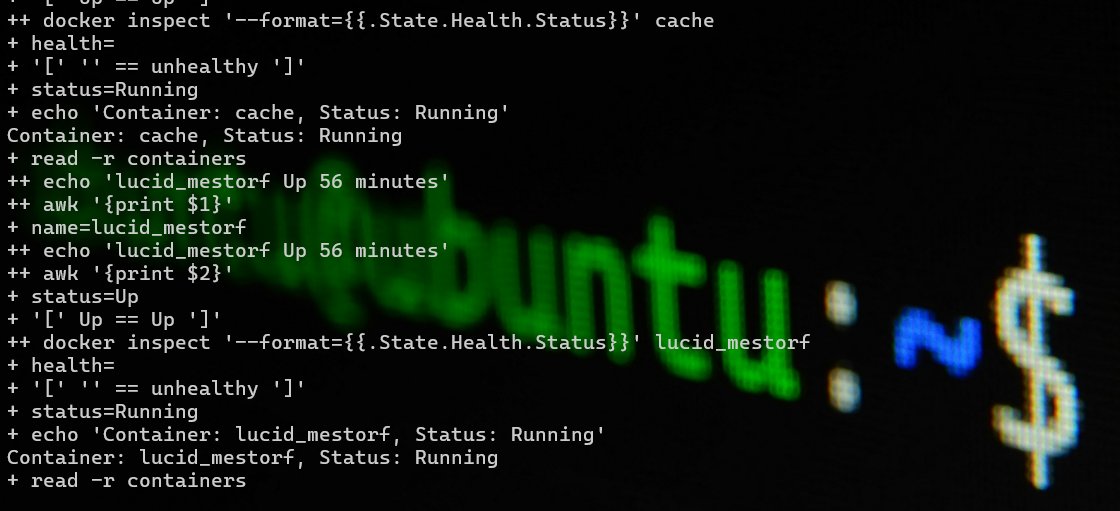 ++ docker inspect '--format={{.State.Health.Status}}' cache
+ health=
+ '[' '' == unhealthy ']'
+ status=Running
+ echo 'Container: cache, Status: Running'
Container: cache, Status: Running
+ read -r containers
++ echo 'lucid_mestorf Up 56 minutes'
++ awk '{print $1}'
+ name=lucid_mestorf
++ echo 'lucid_mestorf Up 56 minutes'
++ awk '{print $2}'
+ status=Up
+ '[' Up == Up ']'
++ docker inspect '--format={{.State.Health.Status}}' lucid_mestorf
+ health=
+ '[' '' == unhealthy ']'
+ status=Running
+ echo 'Container: lucid_mestorf, Status: Running'
Container: lucid_mestorf, Status: Running
+ read -r containers
ubuntu:~$